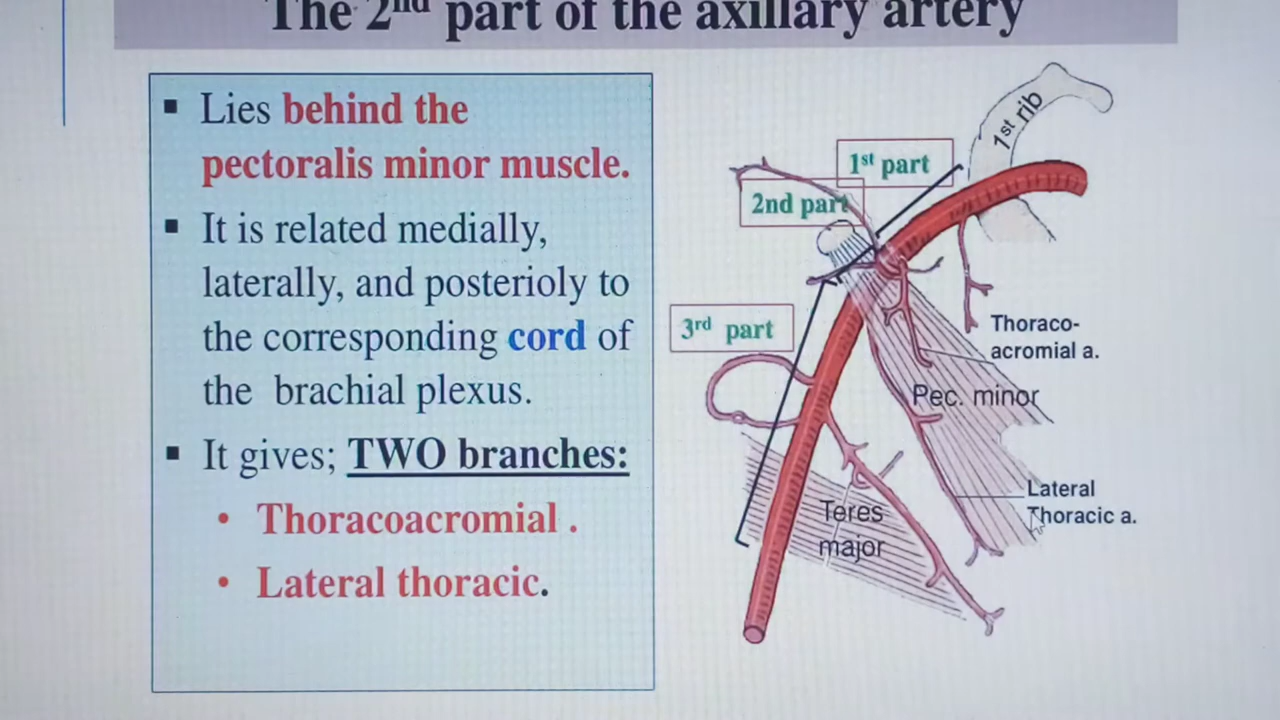 The 2nd part of the axillary artery
▪ Lies behind the
pectoralis minor muscle.
▪ It is related medially,
laterally, and posterioly to
the corresponding cord of
the brachial plexus.
▪ It gives; TWO branches:
• Thoracoacromial .
• Lateral thoracic.
1st rib
1st part
2nd part
3rd part
Thoraco-
acromial a.
Pec. minor
Lateral
Thoracic a.
Teres
major